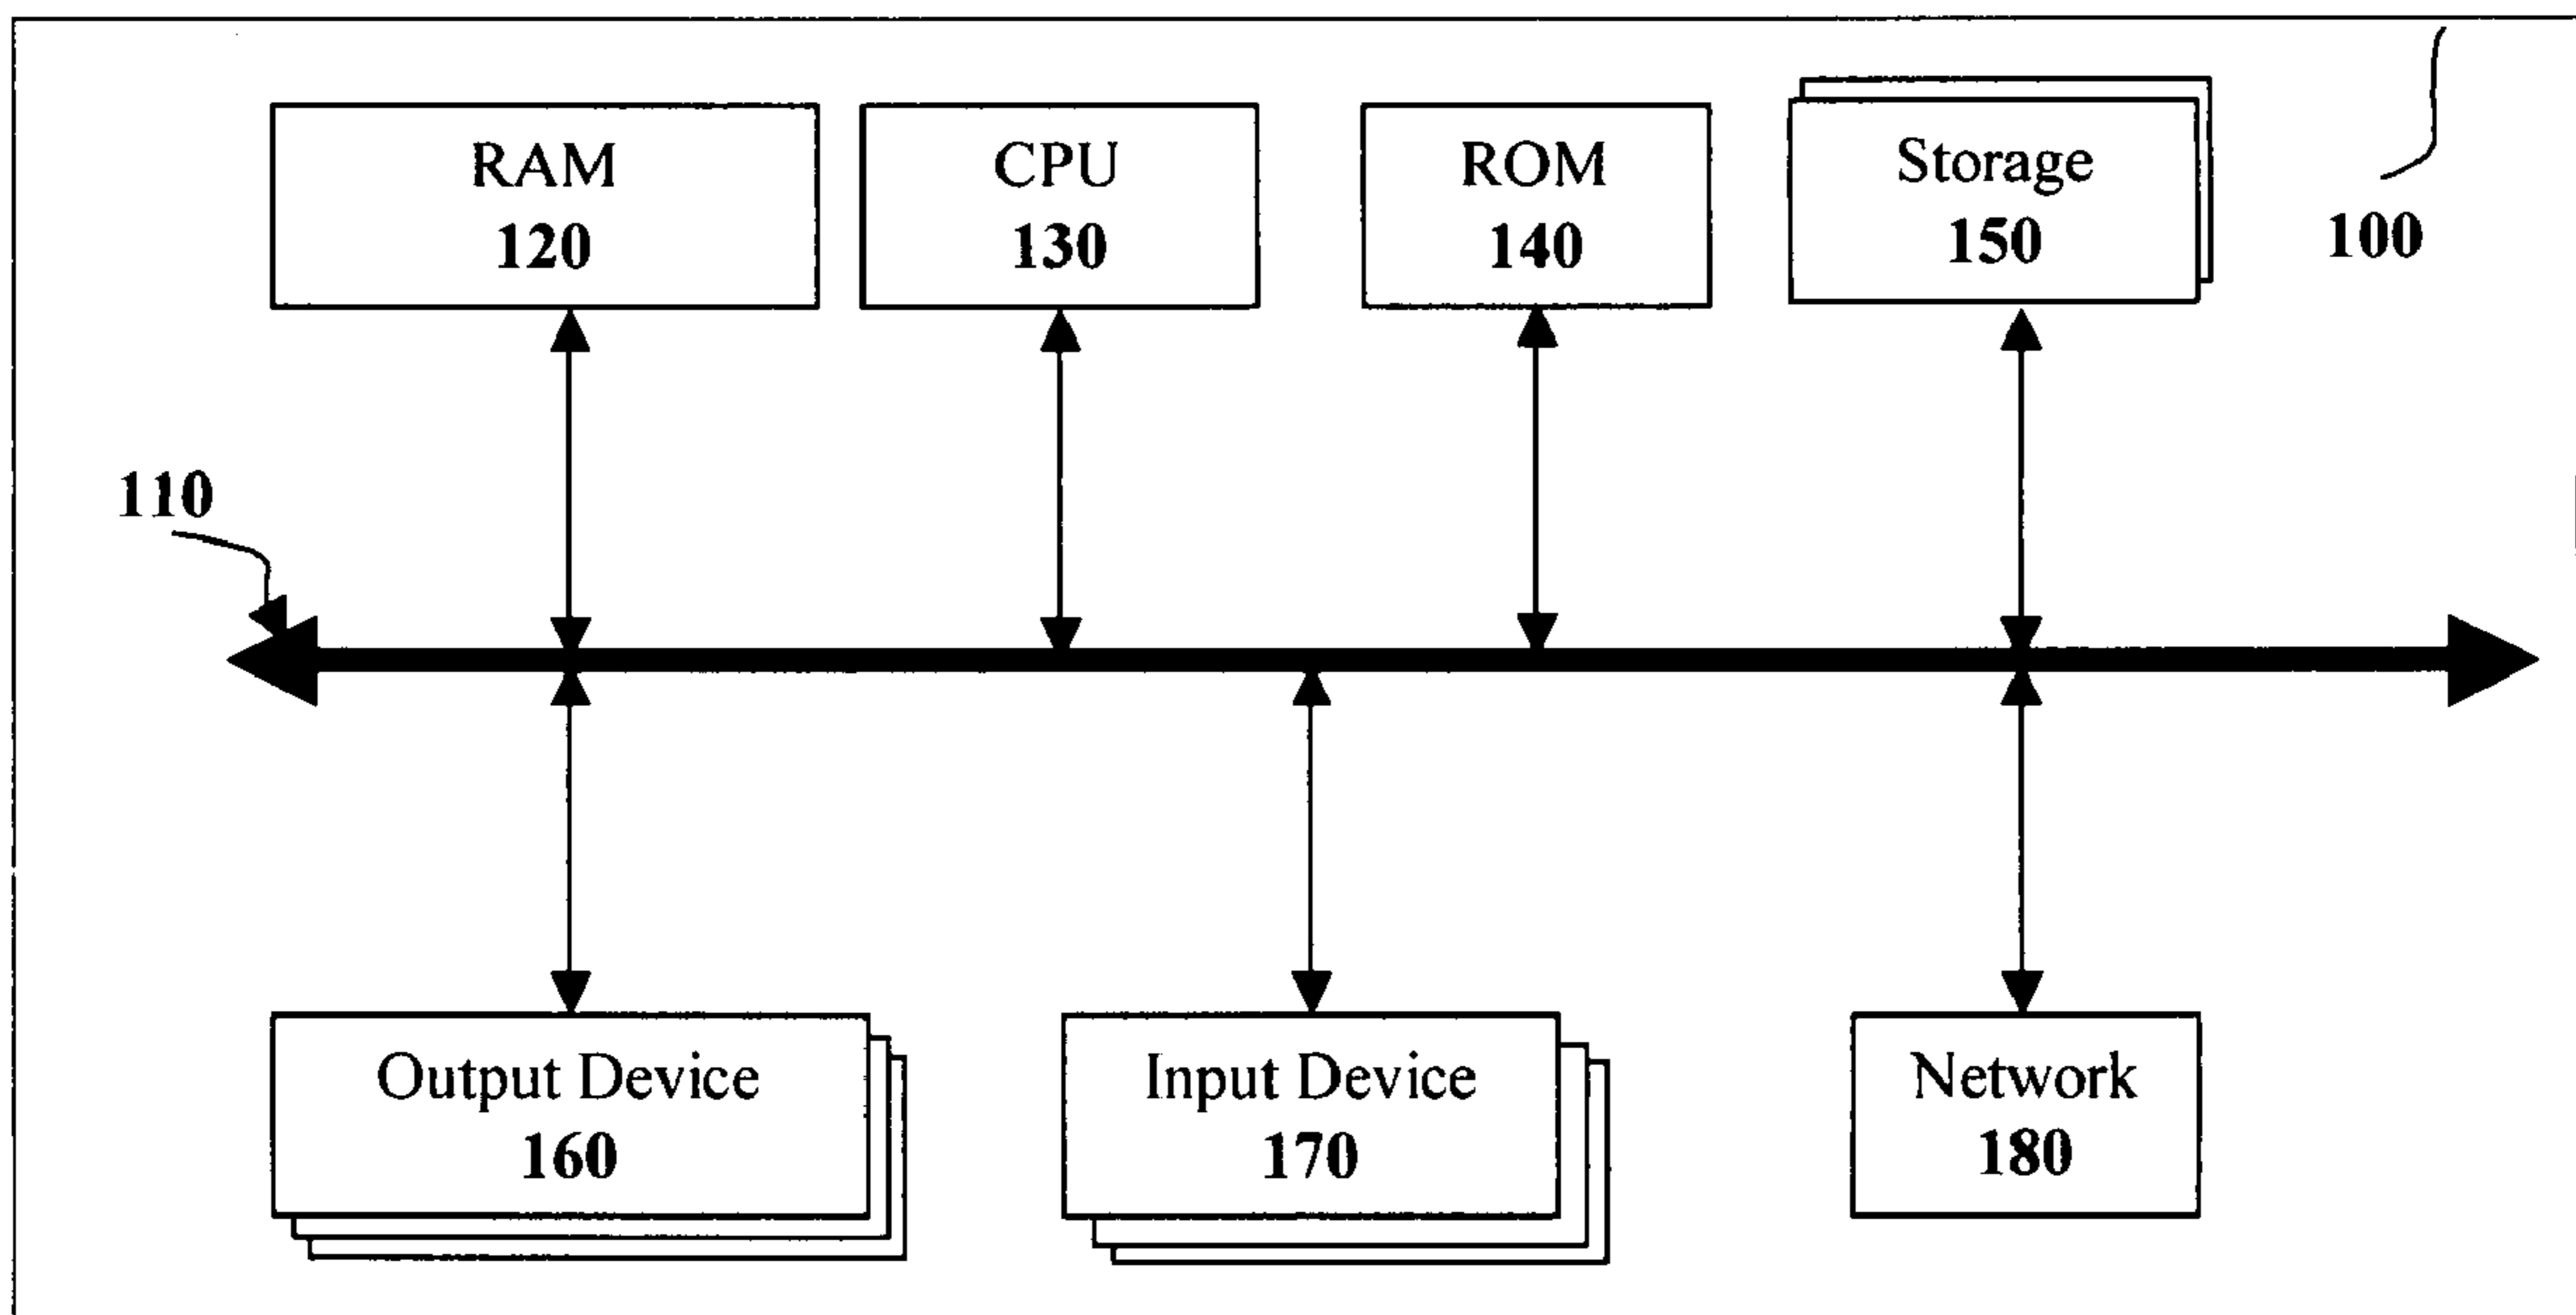 RAM
120
CPU
130
ROM
140
Storage
150
100
110
Output Device
160
Input Device
170
Network
180